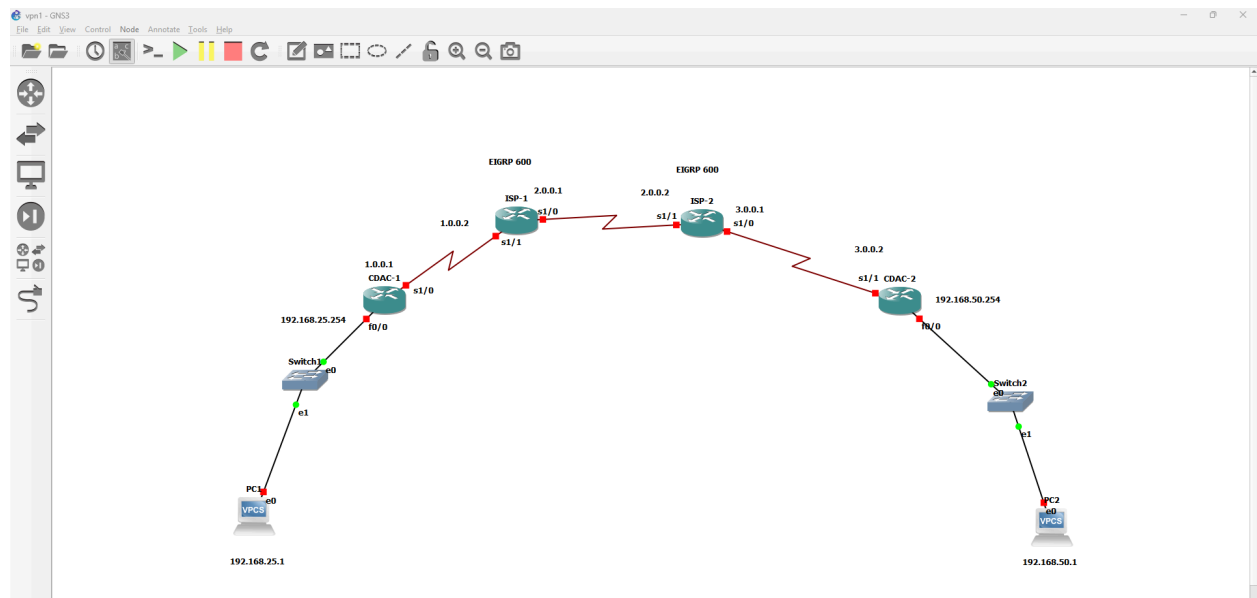 vpn1 - GNS3
File Edit View Control Node Annotate Tools Help
EIGRP 600
EIGRP 600
ISP-1
2.0.0.1
2.0.0.2
ISP-2
s1/0
s1/1
3.0.0.1
s1/0
1.0.0.2
s1/1
3.0.0.2
1.0.0.1
CDAC-1
s1/0
s1/1
CDAC-2
192.168.50.254
192.168.25.254
f0/0
f0/0
Switch1
e0
Switch2
e0
e1
e1
PC1
e0
VPCS
PC2
e0
VPCS
192.168.25.1
192.168.50.1